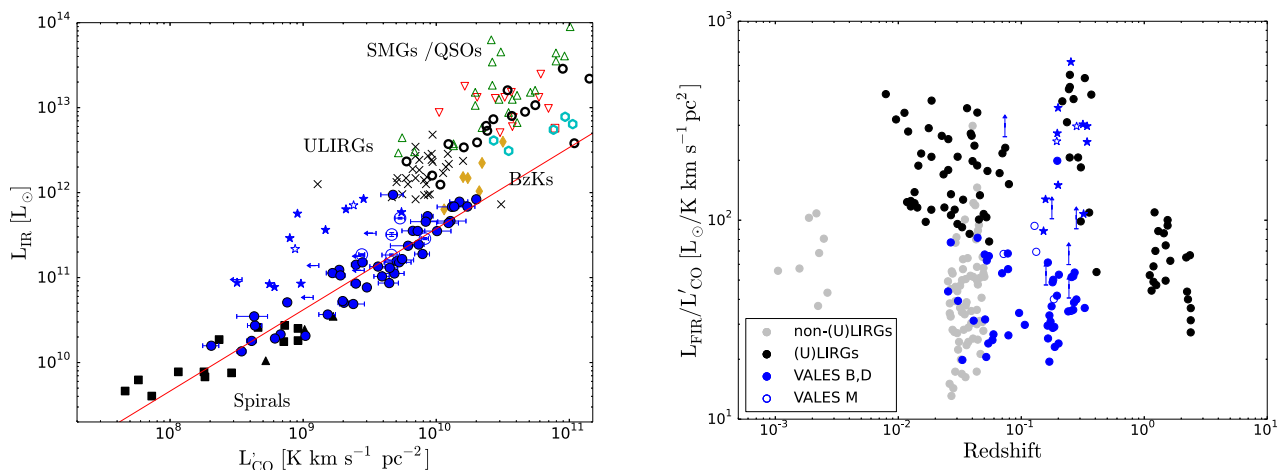 10^14
10^13
10^12
10^11
10^10
L_IR [L_⊙]
SMGs /QSOs
ULIRGs
BzKs
Spirals
10^8 10^9 10^10 10^11
L'_CO [K km s^−1 pc^−2]
10^3
10^2
10^1
L_FIR/L'_CO [L_⊙/K km s^−1 pc^2]
non-(U)LIRGs
(U)LIRGs
VALES B,D
VALES M
10^-3 10^-2 10^-1 10^0 10^1
Redshift